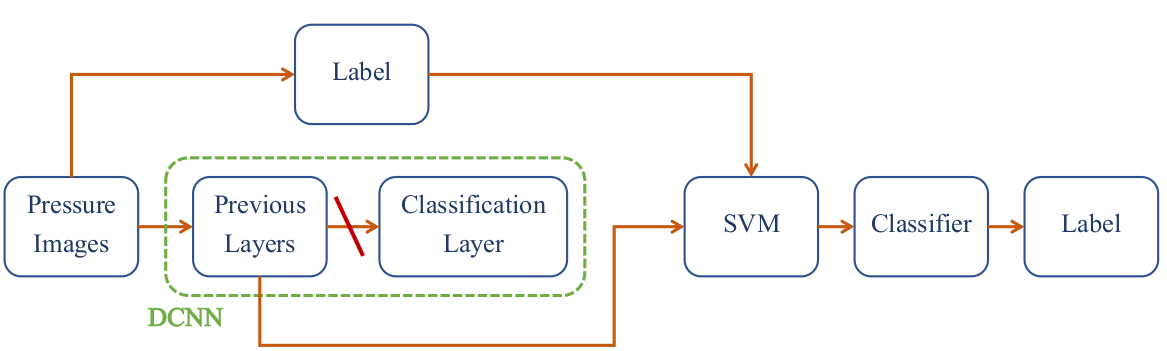 Label
Pressure
Images
Previous
Layers
Classification
Layer
SVM
Classifier
Label
DCNN